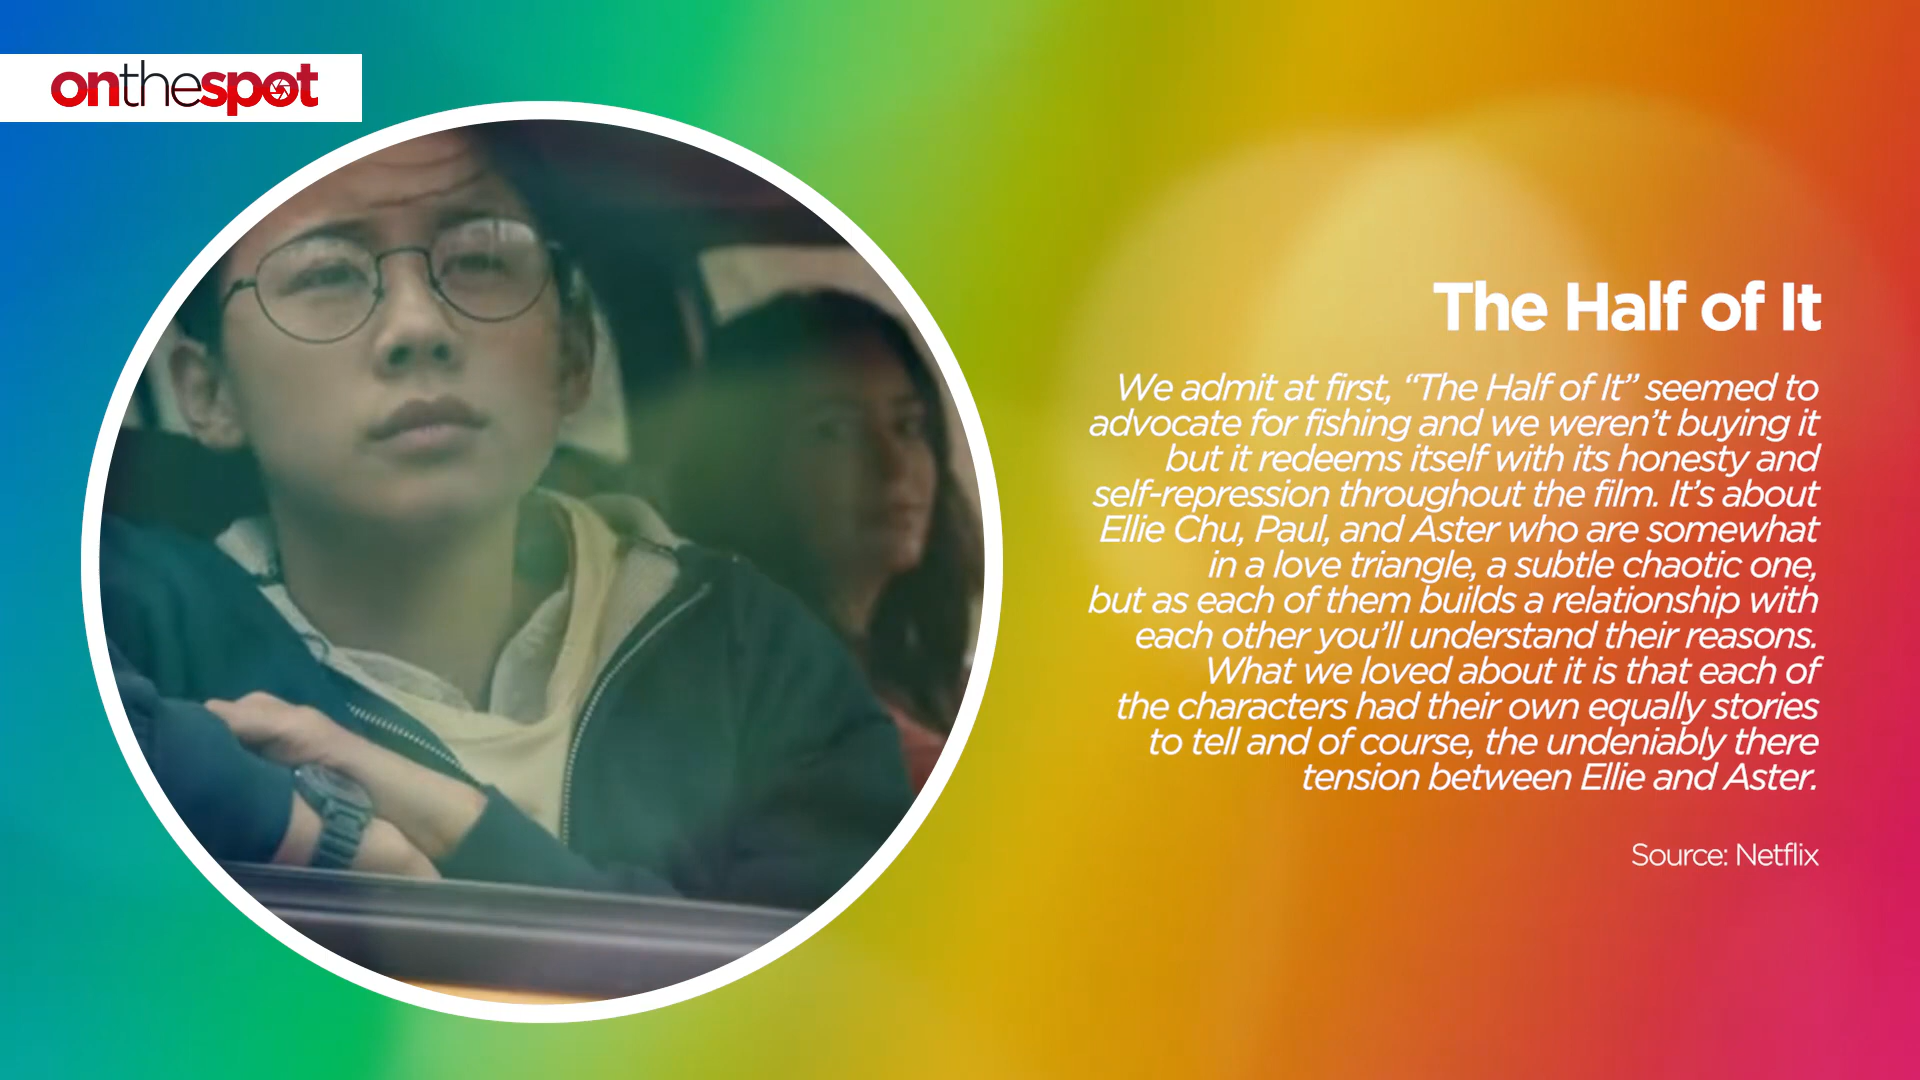 onthespot
The Half of It
We admit at first, “The Half of It” seemed to
advocate for fishing and we weren’t buying it
but it redeems itself with its honesty and
self-repression throughout the film. It’s about
Ellie Chu, Paul, and Aster who are somewhat
in a love triangle, a subtle chaotic one,
but as each of them builds a relationship with
each other you’ll understand their reasons.
What we loved about it is that each of
the characters had their own equally stories
to tell and of course, the undeniably there
tension between Ellie and Aster.
Source: Netflix